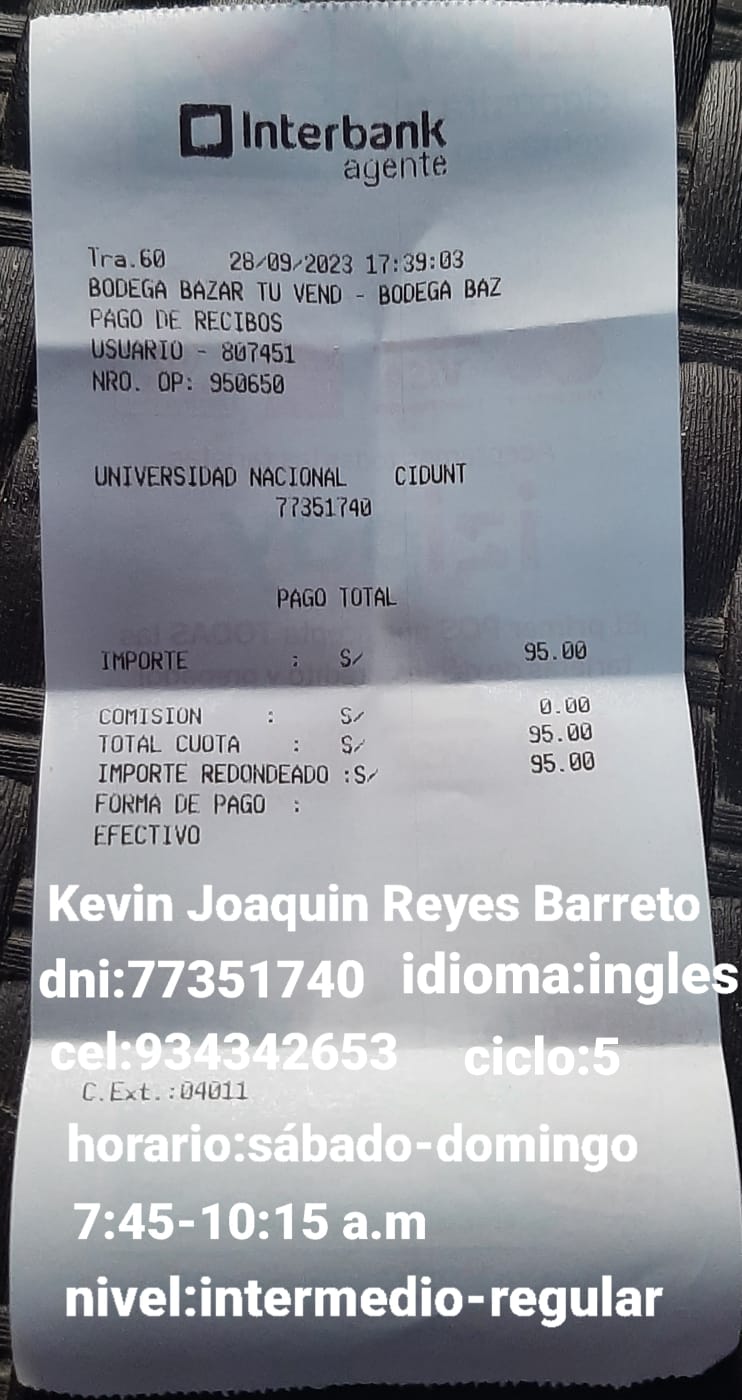 Interbank
agente
Tra.60 28/09/2023 17:39:03
BODEGA BAZAR TU VEND - BODEGA BAZ
PAGO DE RECIBOS
USUARIO - 807451
NRO. OP: 950650
UNIVERSIDAD NACIONAL CIDUNT
77351740
PAGO TOTAL
IMPORTE : S/ 95.00
COMISION : S/ 0.00
TOTAL CUOTA : S/ 95.00
IMPORTE REDONDEADO :S/ 95.00
FORMA DE PAGO :
EFECTIVO
Kevin Joaquin Reyes Barreto
dni:77351740 idioma:ingles
cel:934342653 ciclo:5
C.Ext.:04011
horario:sábado-domingo
7:45-10:15 a.m
nivel:intermedio-regular